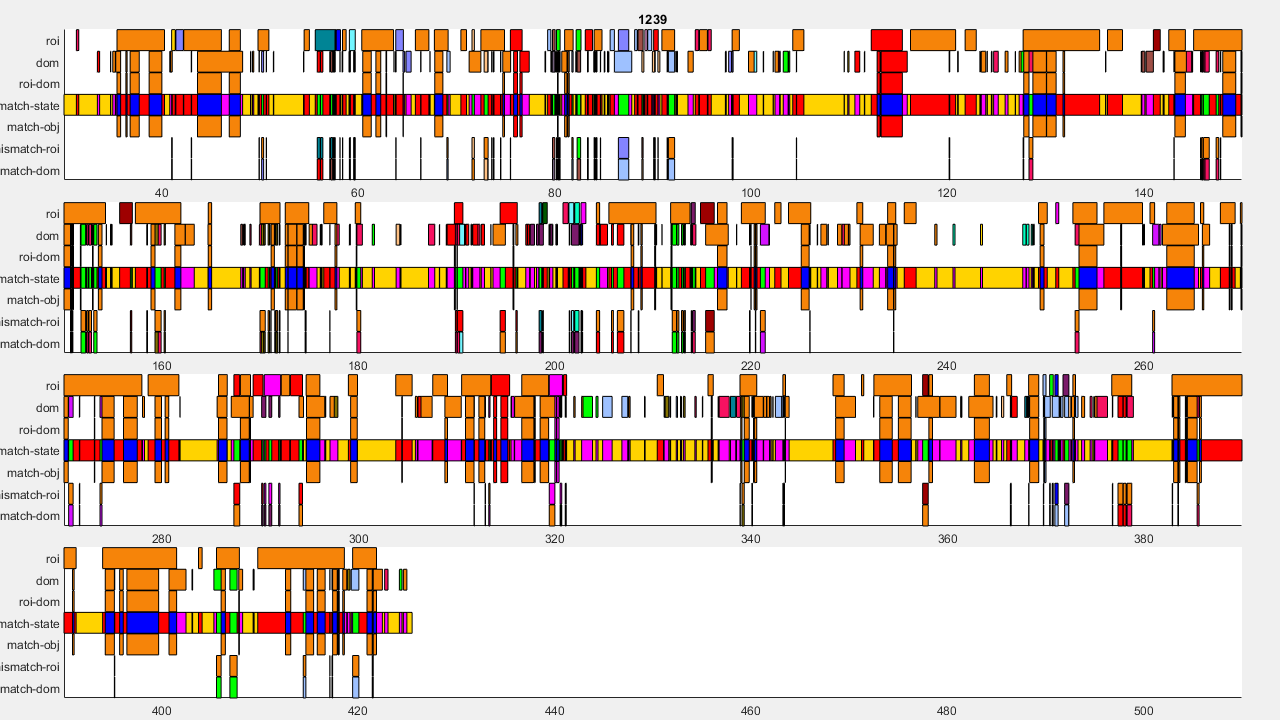 1239
roi
dom
roi-dom
match-state
match-obj
ismatch-roi
match-dom
40 60 80 100 120 140
roi
dom
roi-dom
match-state
match-obj
ismatch-roi
match-dom
160 180 200 220 240 260
roi
dom
roi-dom
match-state
match-obj
ismatch-roi
match-dom
280 300 320 340 360 380
roi
dom
roi-dom
match-state
match-obj
ismatch-roi
match-dom
400 420 440 460 480 500